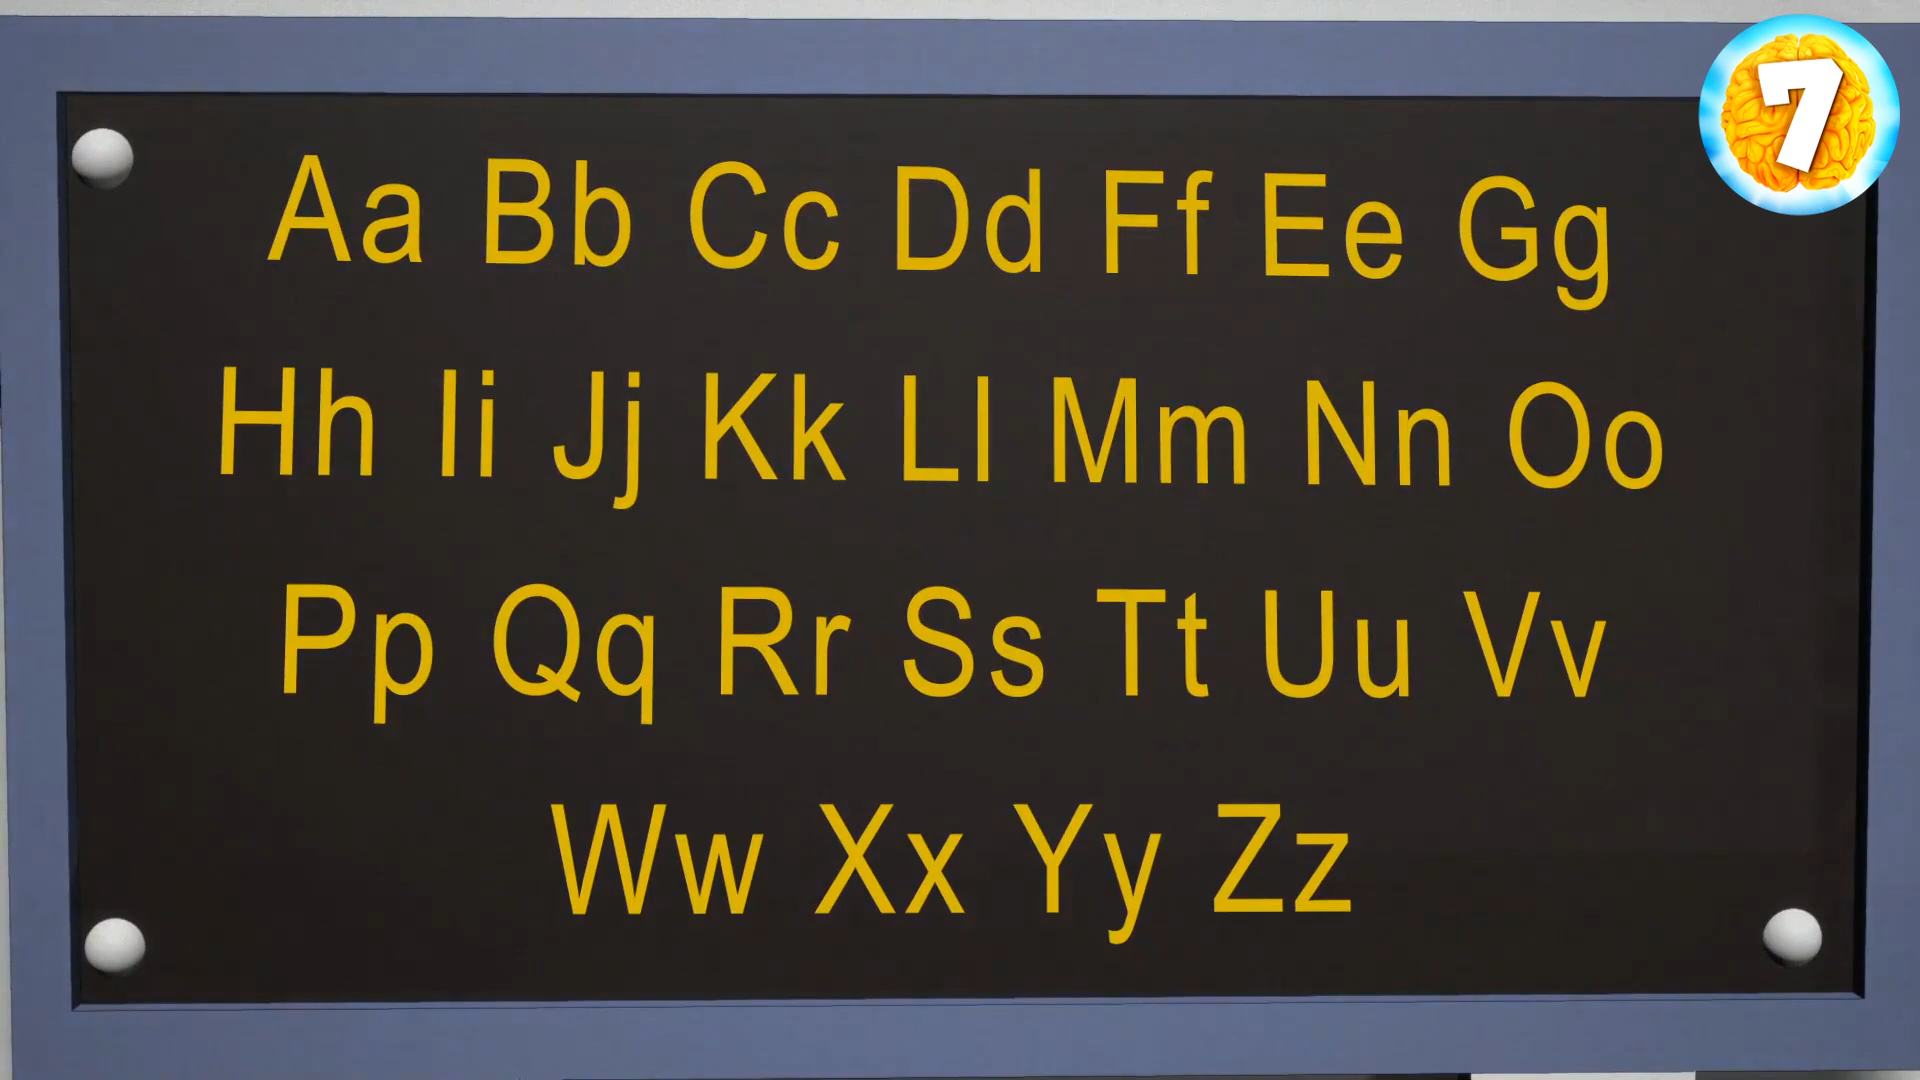 7
Aa Bb Cc Dd Ff Ee Gg
Hh Ii Jj Kk Ll Mm Nn Oo
Pp Qq Rr Ss Tt Uu Vv
Ww Xx Yy Zz